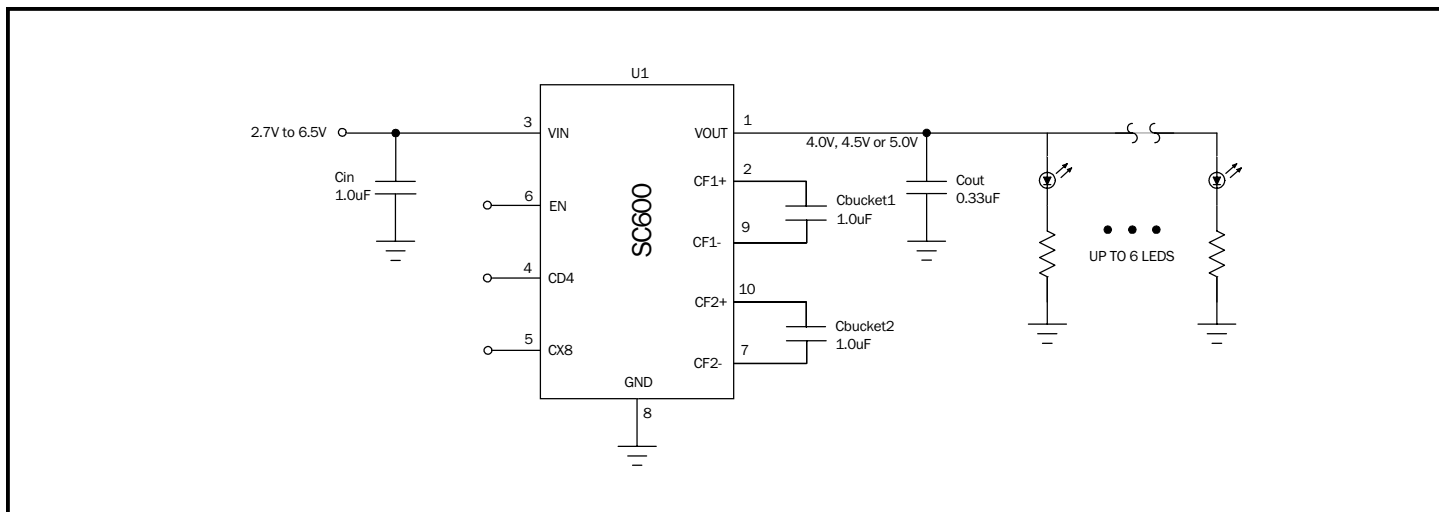 U1
2.7V to 6.5V
3
VIN
VOUT
1
4.0V, 4.5V or 5.0V
Cin
1.0uF
6
EN
4
CD4
5
CX8
SC600
CF1+
2
Cbucket1
1.0uF
9
CF1-
CF2+
10
Cbucket2
1.0uF
7
CF2-
GND
8
Cout
0.33uF
UP TO 6 LEDS